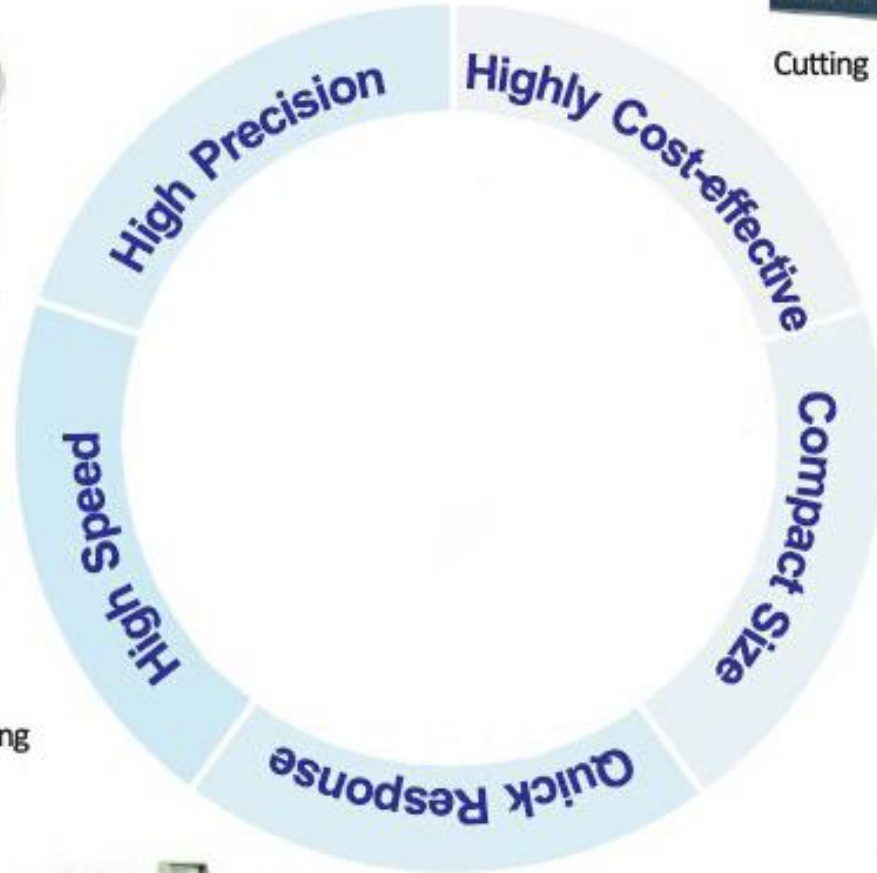 Cutting
Highly Cost-effective
Compact Size
Quick Response
High Speed
High Precision
ng